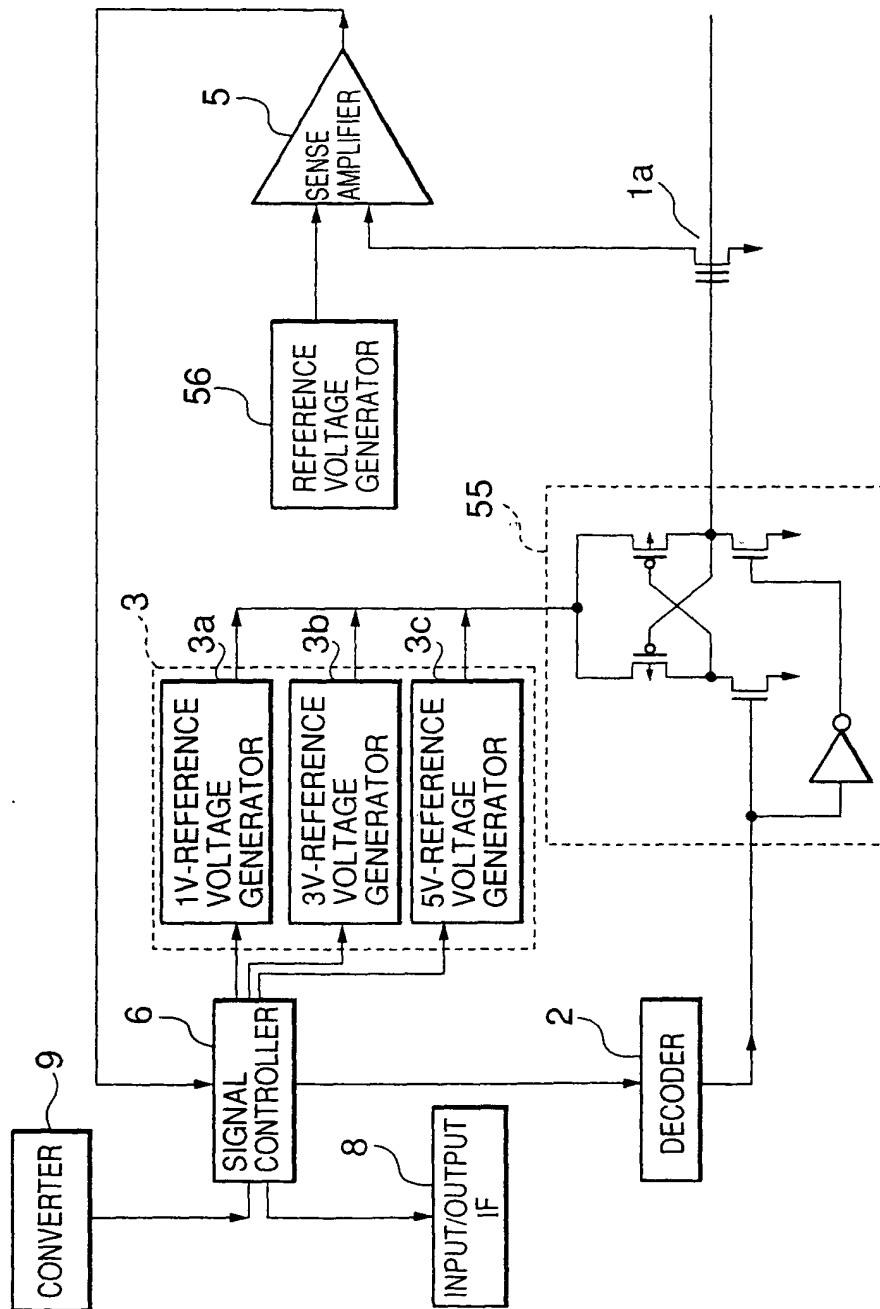 9
CONVERTER
6
SIGNAL
CONTROLLER
8
INPUT/OUTPUT
IF
2
DECODER
3
3a
1V-REFERENCE
VOLTAGE
GENERATOR
3b
3V-REFERENCE
VOLTAGE
GENERATOR
3c
5V-REFERENCE
VOLTAGE
GENERATOR
55
56
REFERENCE
VOLTAGE
GENERATOR
5
SENSE
AMPLIFIER
1a